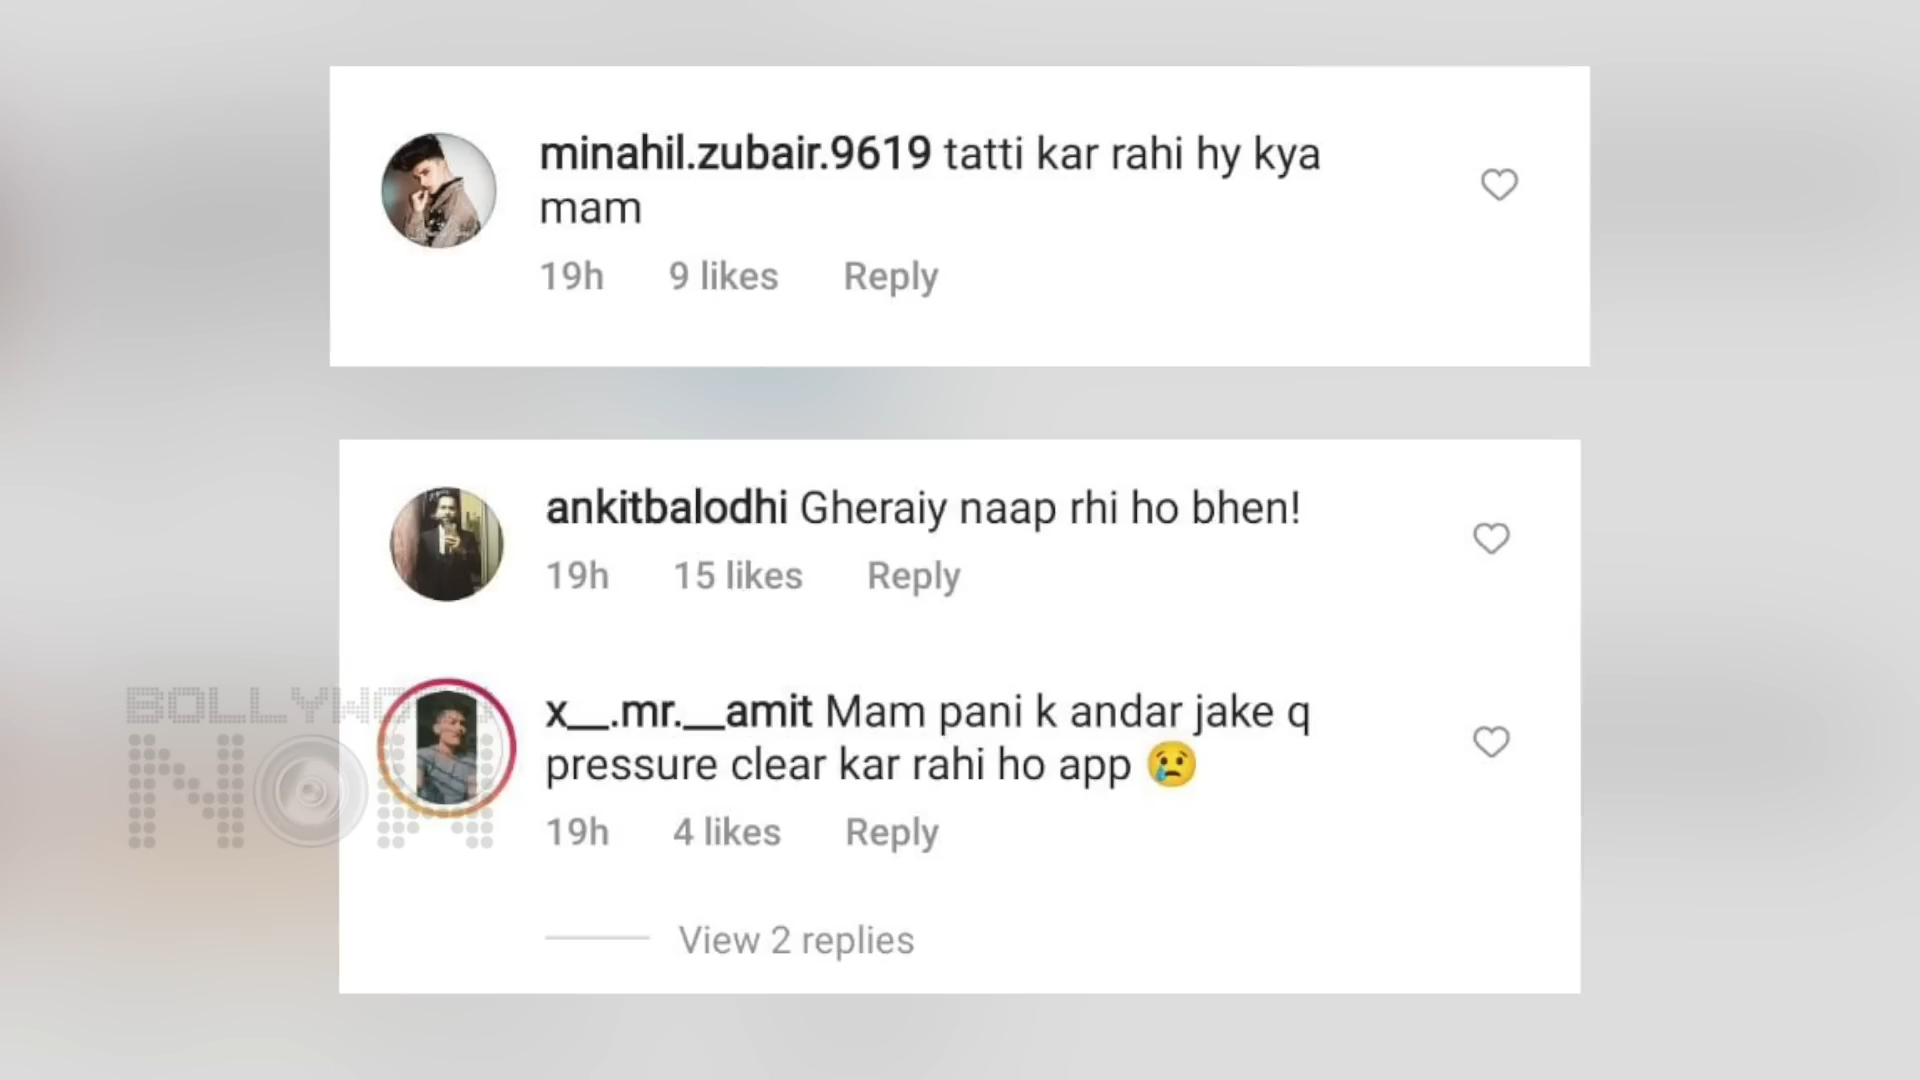 minahil.zubair.9619 tatti kar rahi hy kya
mam
19h 9 likes Reply
ankitbalodhi Gheraiy naap rhi ho bhen!
19h 15 likes Reply
x__.mr.__amit Mam pani k andar jake q
pressure clear kar rahi ho app 😢
19h 4 likes Reply
View 2 replies
BOLLYWOOD
NOW